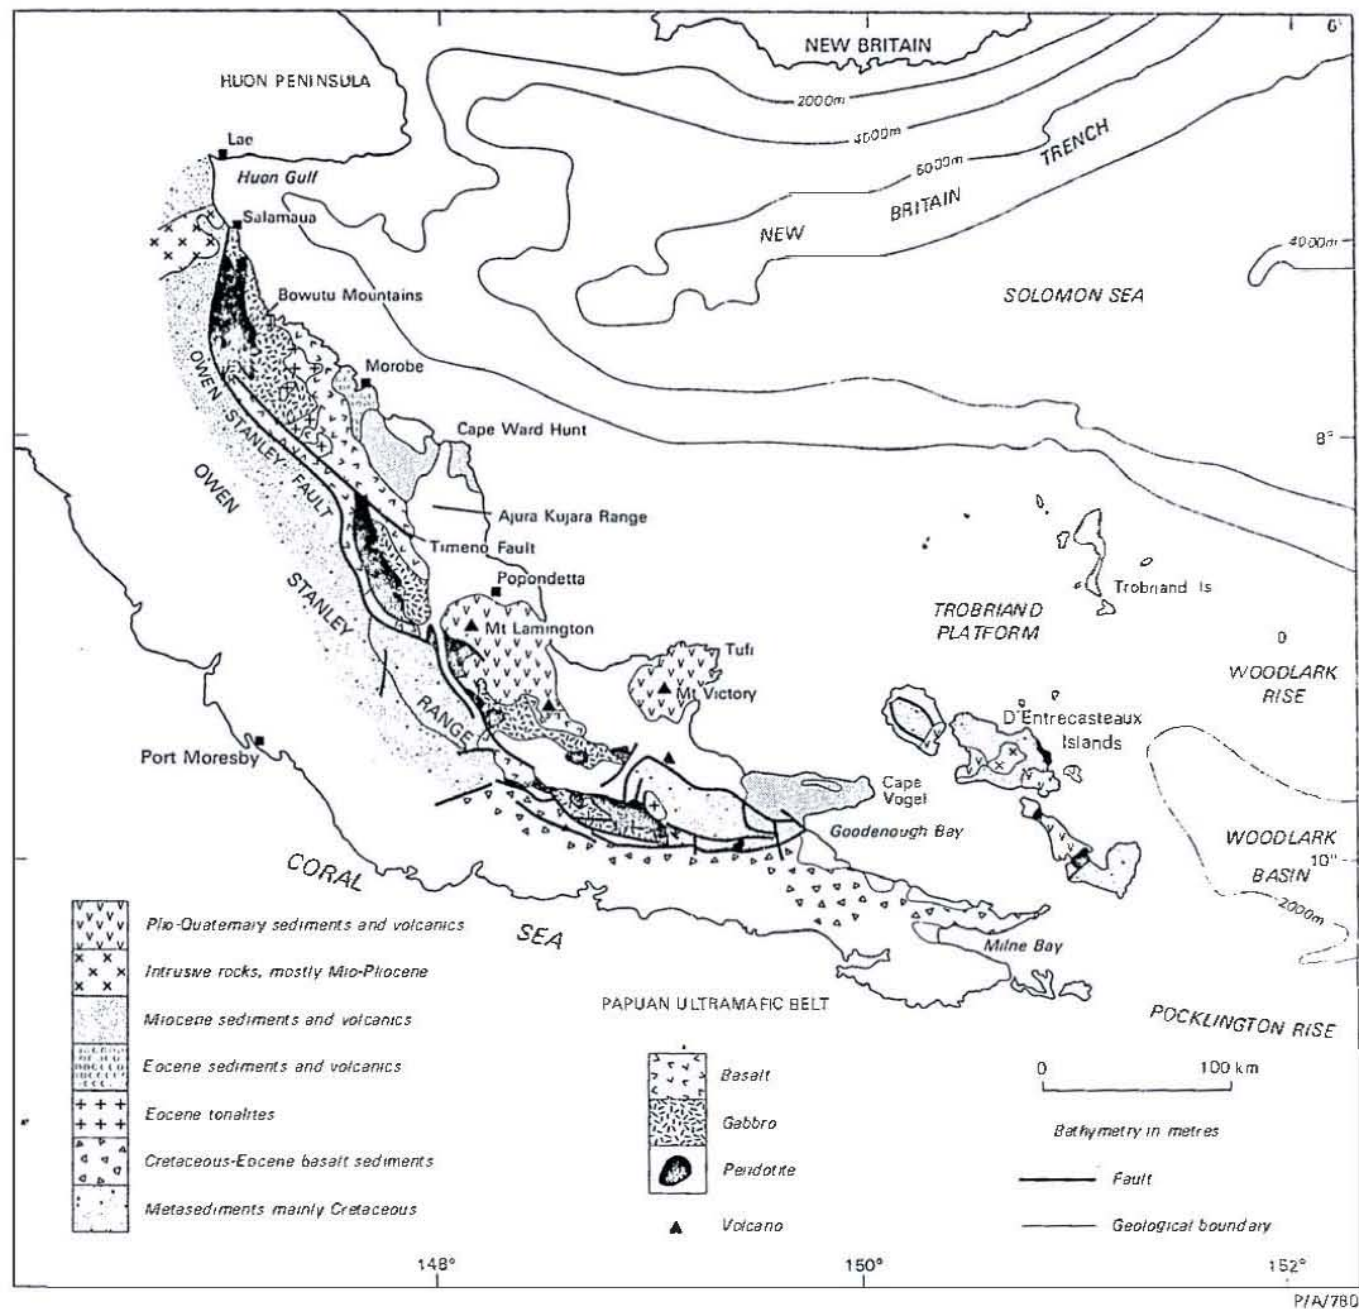 6°
NEW BRITAIN
HUON PENINSULA
2000m
4000m
6000m
TRENCH
Lae
Huon Gulf
BRITAIN
Salamaua
NEW
4000m
Bowutu Mountains
SOLOMON SEA
OWEN STANLEY FAULT
Morobe
Cape Ward Hunt
8°
OWEN
Ajura Kujara Range
Timeno Fault
Popondetta
STANLEY
Trobriand Is
TROBRIAND
PLATFORM
Mt Lamington
Tufi
WOODLARK
RISE
Mt Victory
RANGE
D'Entrecasteaux
Islands
Port Moresby
Cape
Vogel
Goodenough Bay
WOODLARK
10°
BASIN
2000m
CORAL
SEA
Milne Bay
POCKLINGTON RISE
Plio-Quaternary sediments and volcanics
Intrusive rocks, mostly Mio-Pliocene
Miocene sediments and volcanics
Eocene sediments and volcanics
Eocene tonalites
Cretaceous-Eocene basalt sediments
Metasediments mainly Cretaceous
PAPUAN ULTRAMAFIC BELT
Basalt
Gabbro
Peridotite
Volcano
0 100 km
Bathymetry in metres
Fault
Geological boundary
148° 150° 152°
P/A/780